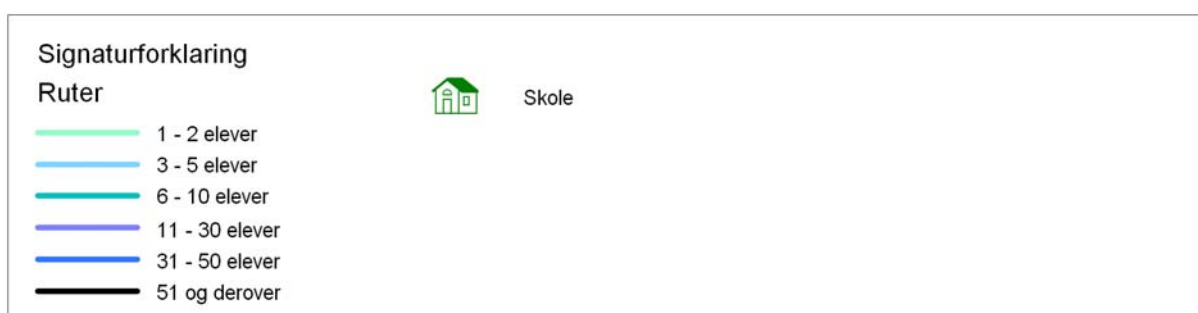 Signaturforklaring
Ruter
Skole
1 - 2 elever
3 - 5 elever
6 - 10 elever
11 - 30 elever
31 - 50 elever
51 og derover